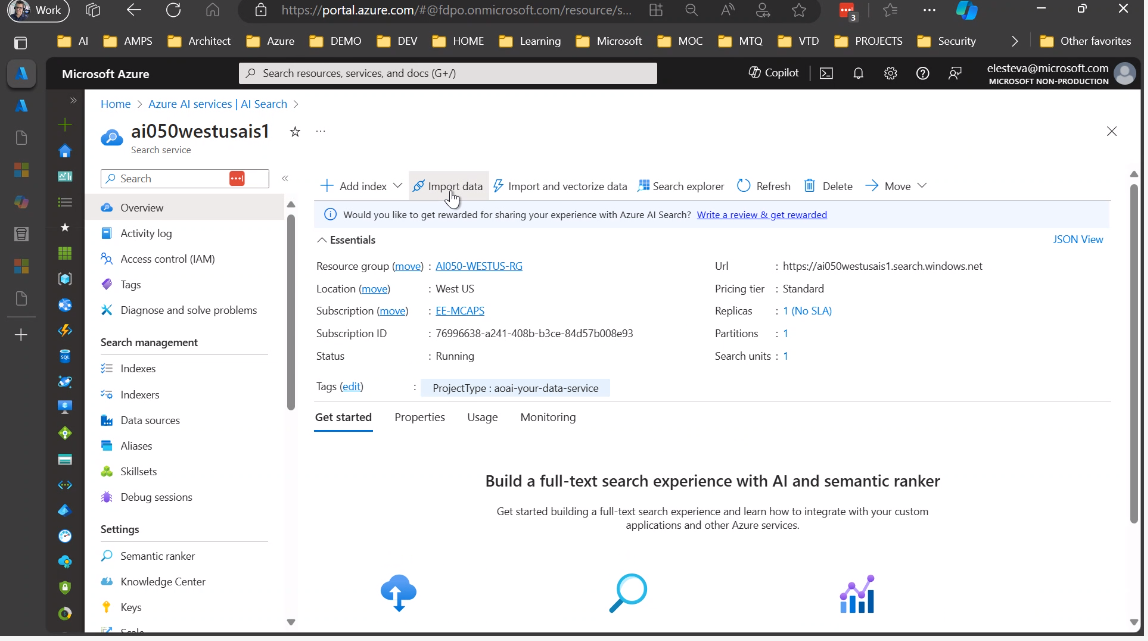 Work
https://portal.azure.com/#@fdpo.onmicrosoft.com/resource/s...
3
AI AMPS Architect Azure DEMO DEV HOME Learning Microsoft MOC MTQ VTD PROJECTS Security Other favorites
Microsoft Azure
Search resources, services, and docs (G+/)
Copilot
elesteva@microsoft.com
MICROSOFT NON-PRODUCTION
Home > Azure AI services | AI Search >
ai050westusais1
Search service
Search
Add index Import data Import and vectorize data Search explorer Refresh Delete Move
Would you like to get rewarded for sharing your experience with Azure AI Search? Write a review & get rewarded
Overview
Activity log
Access control (IAM)
Tags
Diagnose and solve problems
Search management
Indexes
Indexers
Data sources
Aliases
Skillsets
Debug sessions
Settings
Semantic ranker
Knowledge Center
Keys
Scale
Essentials
JSON View
Resource group (move) : AI050-WESTUS-RG
Location (move) : West US
Subscription (move) : EE-MCAPS
Subscription ID : 76996638-a241-408b-b3ce-84d57b008e93
Status : Running
Url : https://ai050westusais1.search.windows.net
Pricing tier : Standard
Replicas : 1 (No SLA)
Partitions : 1
Search units : 1
Tags (edit) : ProjectType : aoai-your-data-service
Get started Properties Usage Monitoring
Build a full-text search experience with AI and semantic ranker
Get started building a full-text search experience and learn how to integrate with your custom
applications and other Azure services.